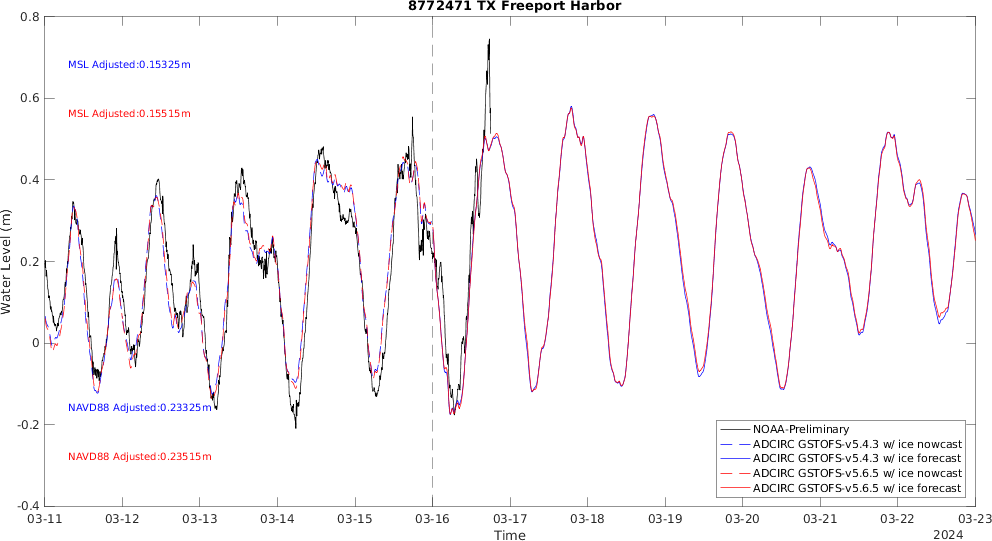 8772471 TX Freeport Harbor
Water Level (m)
0.8
0.6
0.4
0.2
0
-0.2
-0.4
MSL Adjusted:0.15325m
MSL Adjusted:0.15515m
NAVD88 Adjusted:0.23325m
NAVD88 Adjusted:0.23515m
NOAA-Preliminary
ADCIRC GSTOFS-v5.4.3 w/ ice nowcast
ADCIRC GSTOFS-v5.4.3 w/ ice forecast
ADCIRC GSTOFS-v5.6.5 w/ ice nowcast
ADCIRC GSTOFS-v5.6.5 w/ ice forecast
03-11 03-12 03-13 03-14 03-15 03-16 03-17 03-18 03-19 03-20 03-21 03-22 03-23
Time
2024